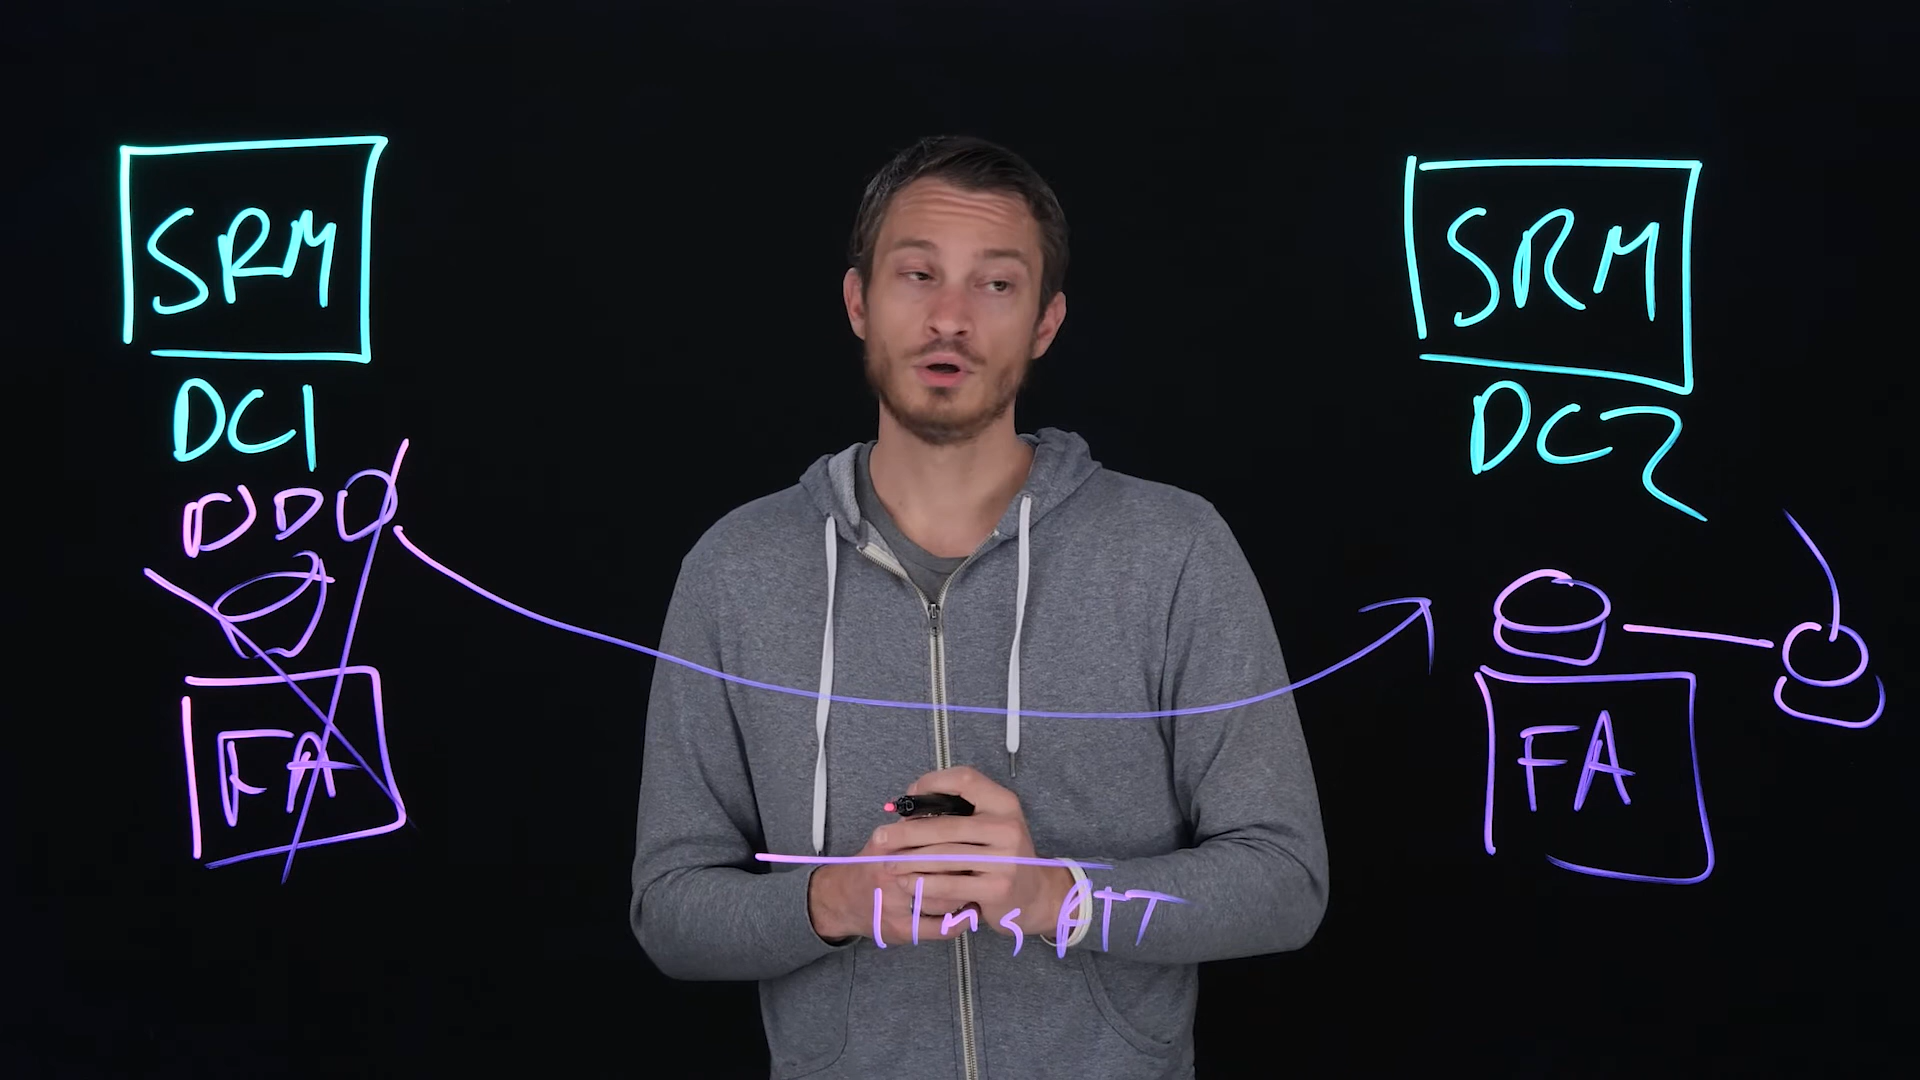 SRM
DC1
FA
SRM
DC2
FA
11ms RTT